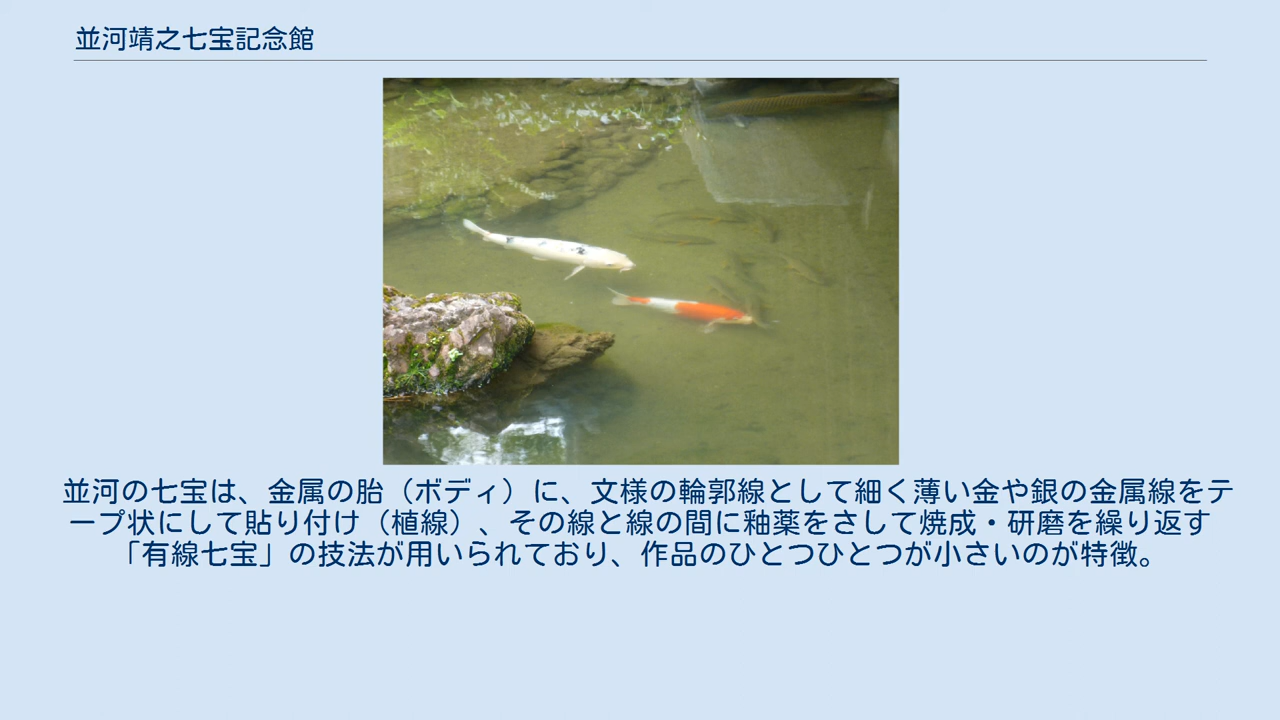 並河靖之七宝記念館
並河の七宝は、金属の胎（ボディ）に、文様の輪郭線として細く薄い金や銀の金属線をテ
ープ状にして貼り付け（植線）、その線と線の間に釉薬をさして焼成・研磨を繰り返す
「有線七宝」の技法が用いられており、作品のひとつひとつが小さいのが特徴。